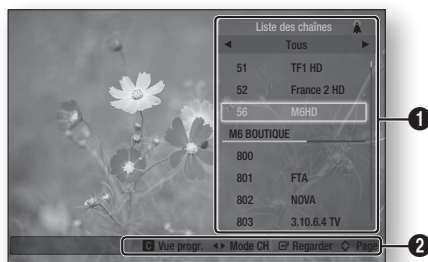 Liste des chaînes
Tous
51 TF1 HD
52 France 2 HD
56 M6HD
M6 BOUTIQUE
800
801 FTA
802 NOVA
803 3.10.6.4 TV
1
C Vue progr. Mode CH Regarder Page
2